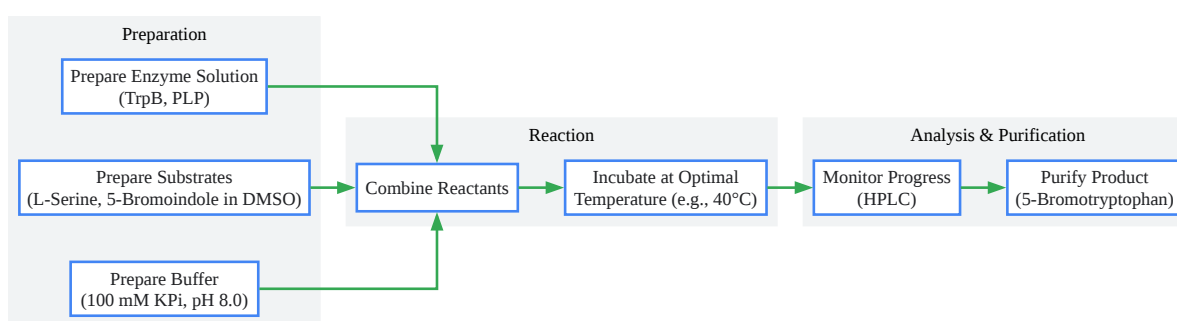 Preparation
Prepare Enzyme Solution
(TrpB, PLP)
Prepare Substrates
(L-Serine, 5-Bromoindole in DMSO)
Prepare Buffer
(100 mM KPi, pH 8.0)
Reaction
Combine Reactants
Incubate at Optimal
Temperature (e.g., 40°C)
Analysis & Purification
Monitor Progress
(HPLC)
Purify Product
(5-Bromotryptophan)